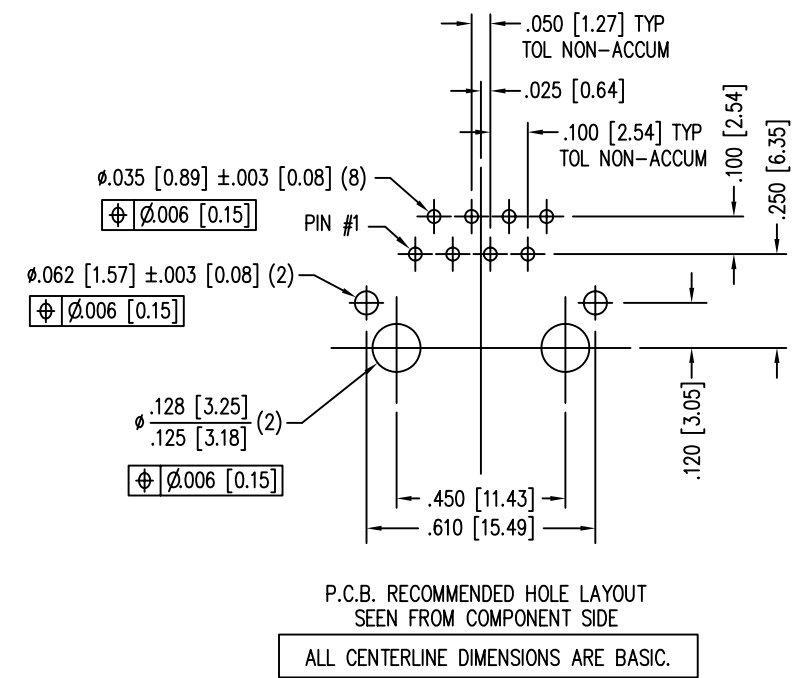 .050 [1.27] TYP
TOL NON-ACCUM
.025 [0.64]
.100 [2.54] TYP
TOL NON-ACCUM
.100 [2.54]
.250 [6.35]
ø.035 [0.89] ±.003 [0.08] (8)
⌖ Ø.006 [0.15]
PIN #1
ø.062 [1.57] ±.003 [0.08] (2)
⌖ Ø.006 [0.15]
ø .128 [3.25]
.125 [3.18] (2)
⌖ Ø.006 [0.15]
.120 [3.05]
.450 [11.43]
.610 [15.49]
P.C.B. RECOMMENDED HOLE LAYOUT
SEEN FROM COMPONENT SIDE
ALL CENTERLINE DIMENSIONS ARE BASIC.